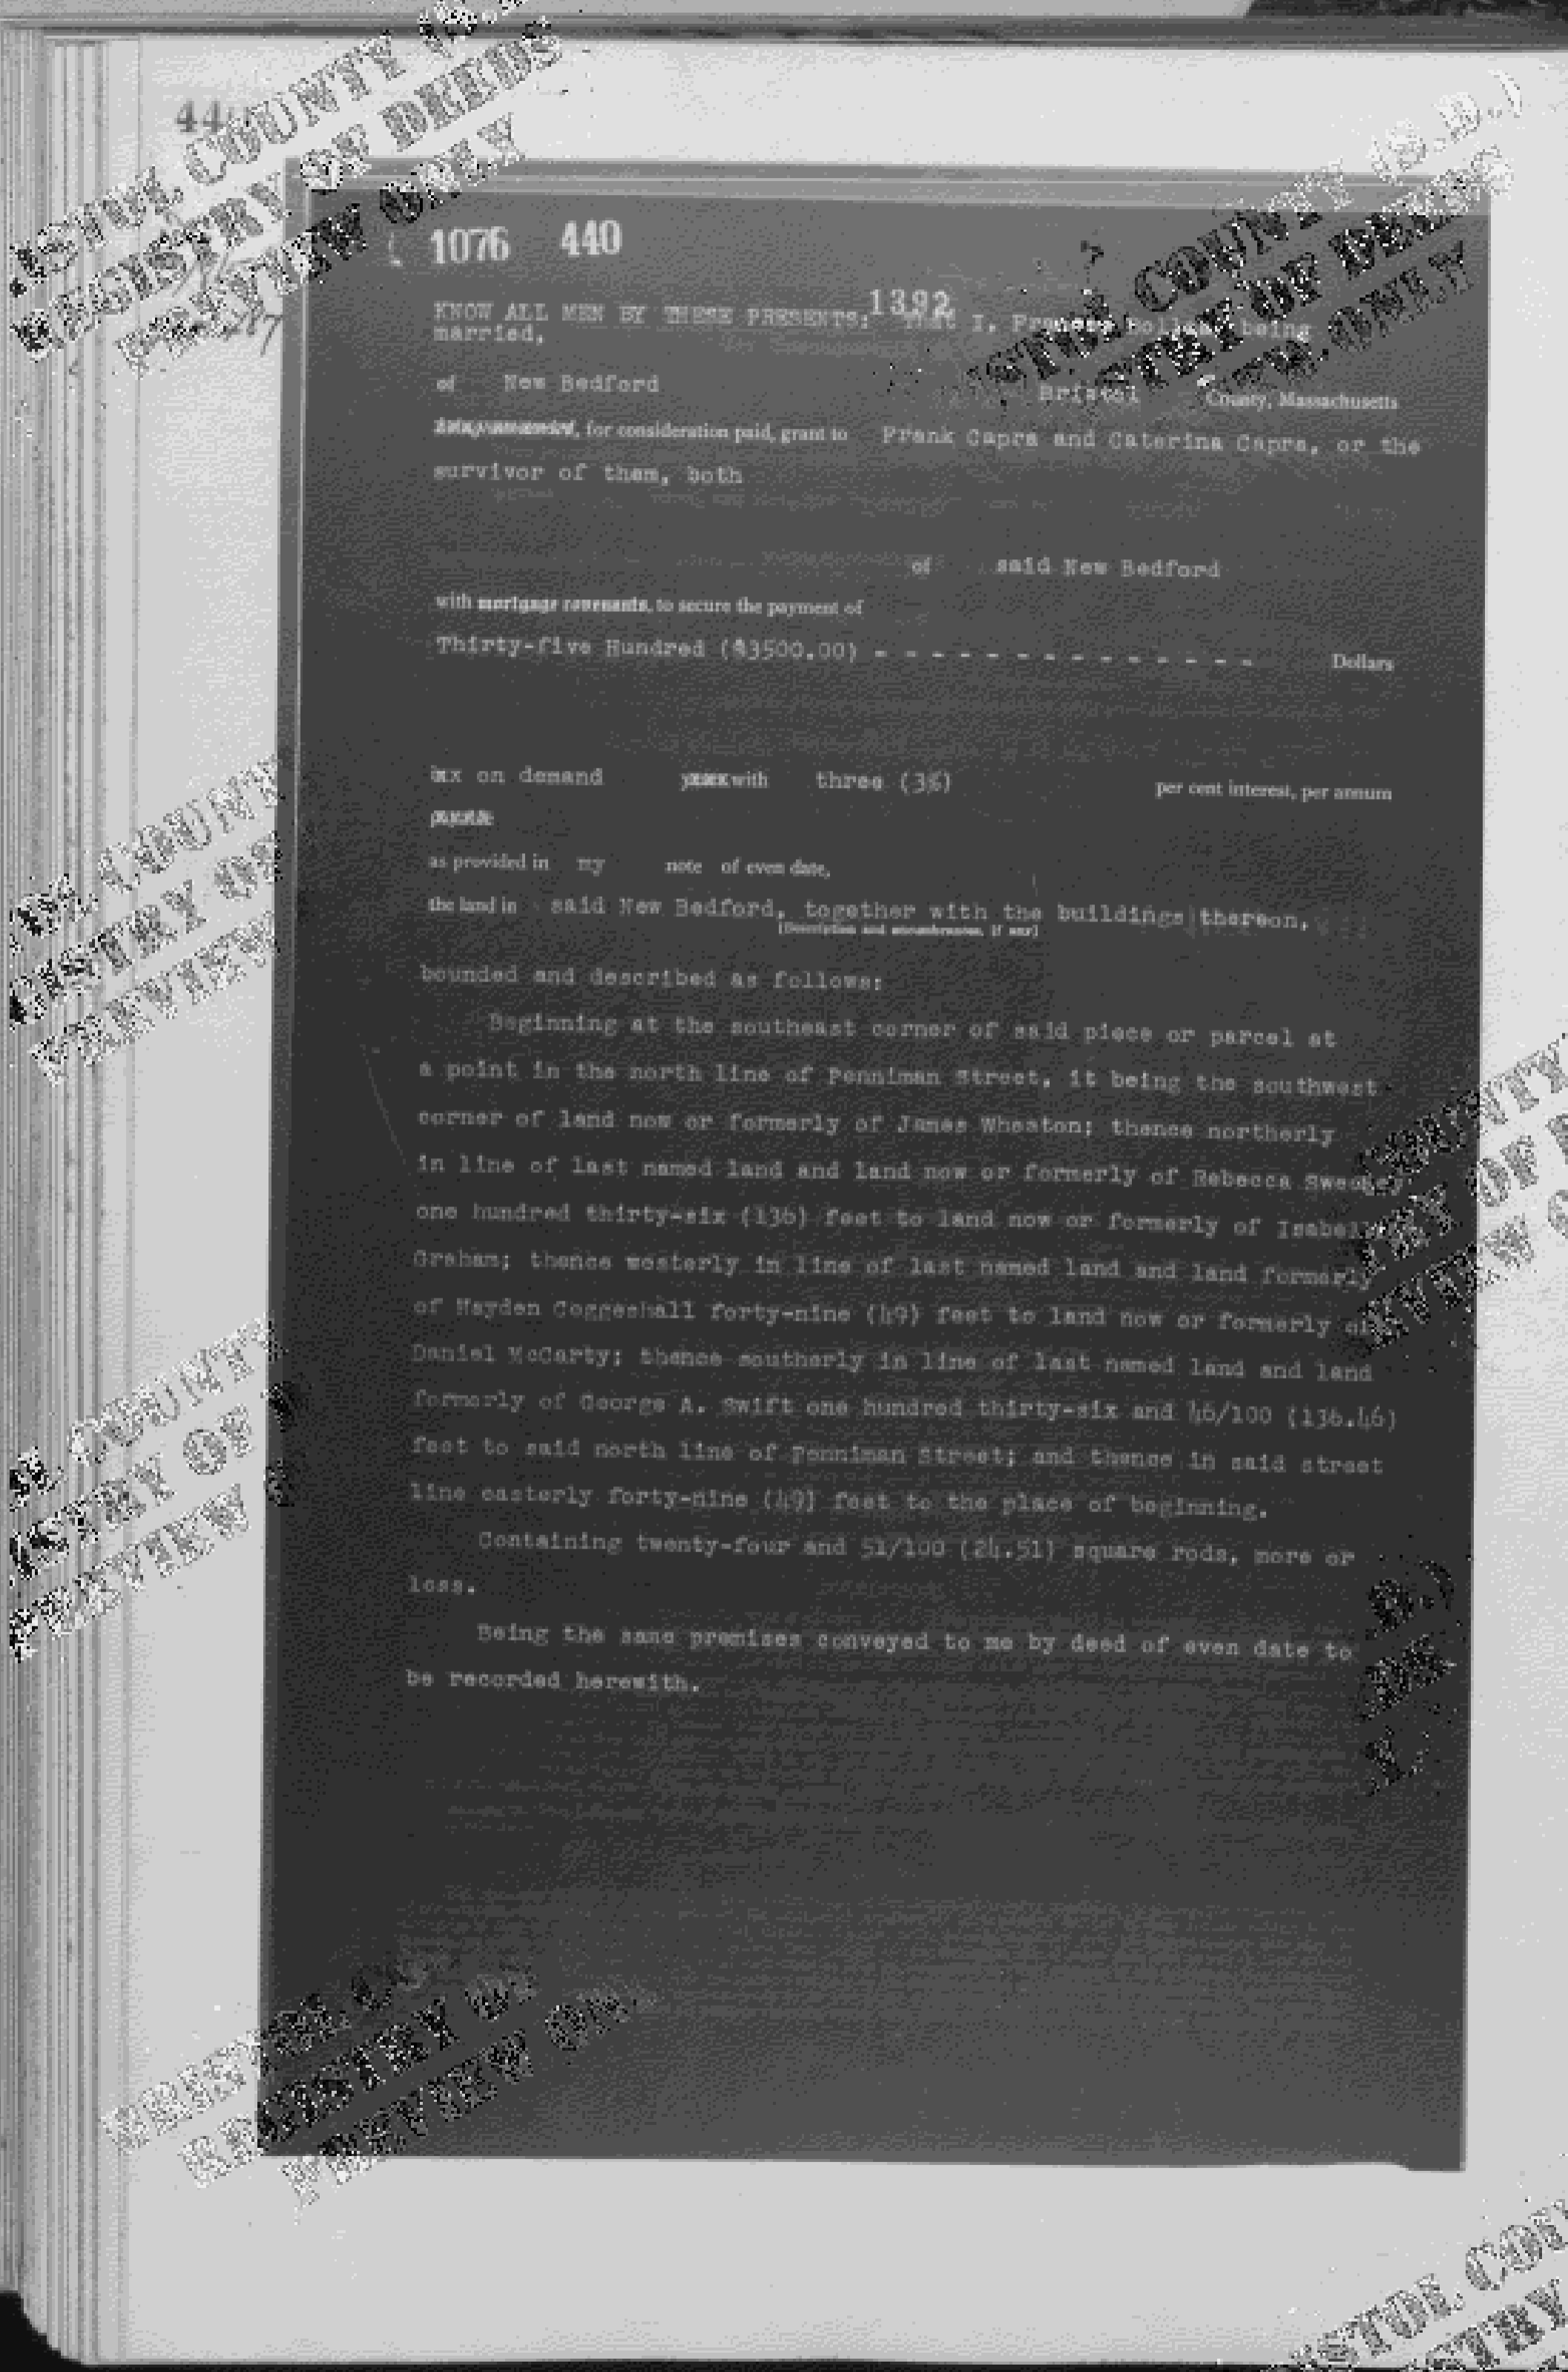 1076 440
1392
KNOW ALL MEN BY THESE PRESENTS: That I, being
married,
of New Bedford Bristol County, Massachusetts
for consideration paid, grant to Frank Capra and Caterina Capra, or the
survivor of them, both
of said New Bedford
with mortgage covenants, to secure the payment of
Thirty-five Hundred ($3500.00) - - - - - - - - - - - - - - Dollars
on demand with three (3%) per cent interest, per annum
as provided in my note of even date,
the land in said New Bedford, together with the buildings thereon,
[Description and encumbrances, if any]
bounded and described as follows:
Beginning at the southeast corner of said piece or parcel at
a point in the north line of Penniman Street, it being the southwest
corner of land now or formerly of James Wheaton; thence northerly
in line of last named land and land now or formerly of Rebecca
one hundred thirty-six (136) feet to land now or formerly of
Graham; thence westerly in line of last named land and land formerly
of Hayden Coggeshall forty-nine (49) feet to land now or formerly of
Daniel McCarty; thence southerly in line of last named land and land
formerly of George A. Swift one hundred thirty-six and 46/100 (136.46)
feet to said north line of Penniman Street; and thence in said street
line easterly forty-nine (49) feet to the place of beginning.
Containing twenty-four and 51/100 (24.51) square rods, more or
less.
Being the same premises conveyed to me by deed of even date to
be recorded herewith.
BRISTOL COUNTY (S.D.)
REGISTRY OF DEEDS
PREVIEW ONLY